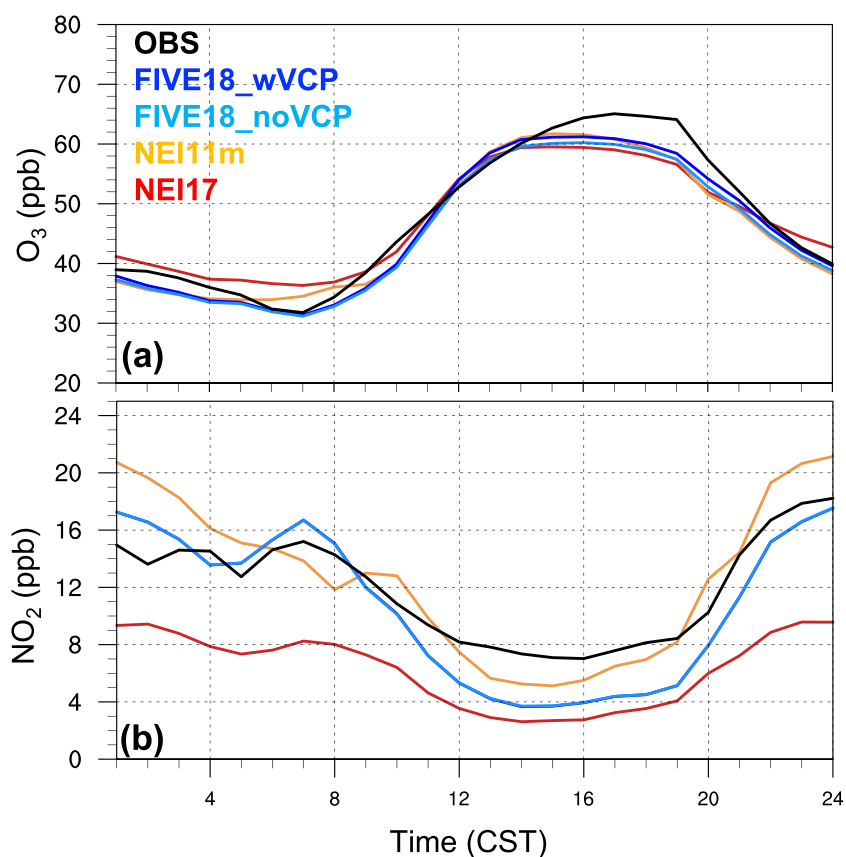 80
70
60
50
40
30
20
O3 (ppb)
OBS
FIVE18_wVCP
FIVE18_noVCP
NEI11m
NEI17
(a)
24
20
16
12
8
4
0
NO2 (ppb)
(b)
4 8 12 16 20 24
Time (CST)